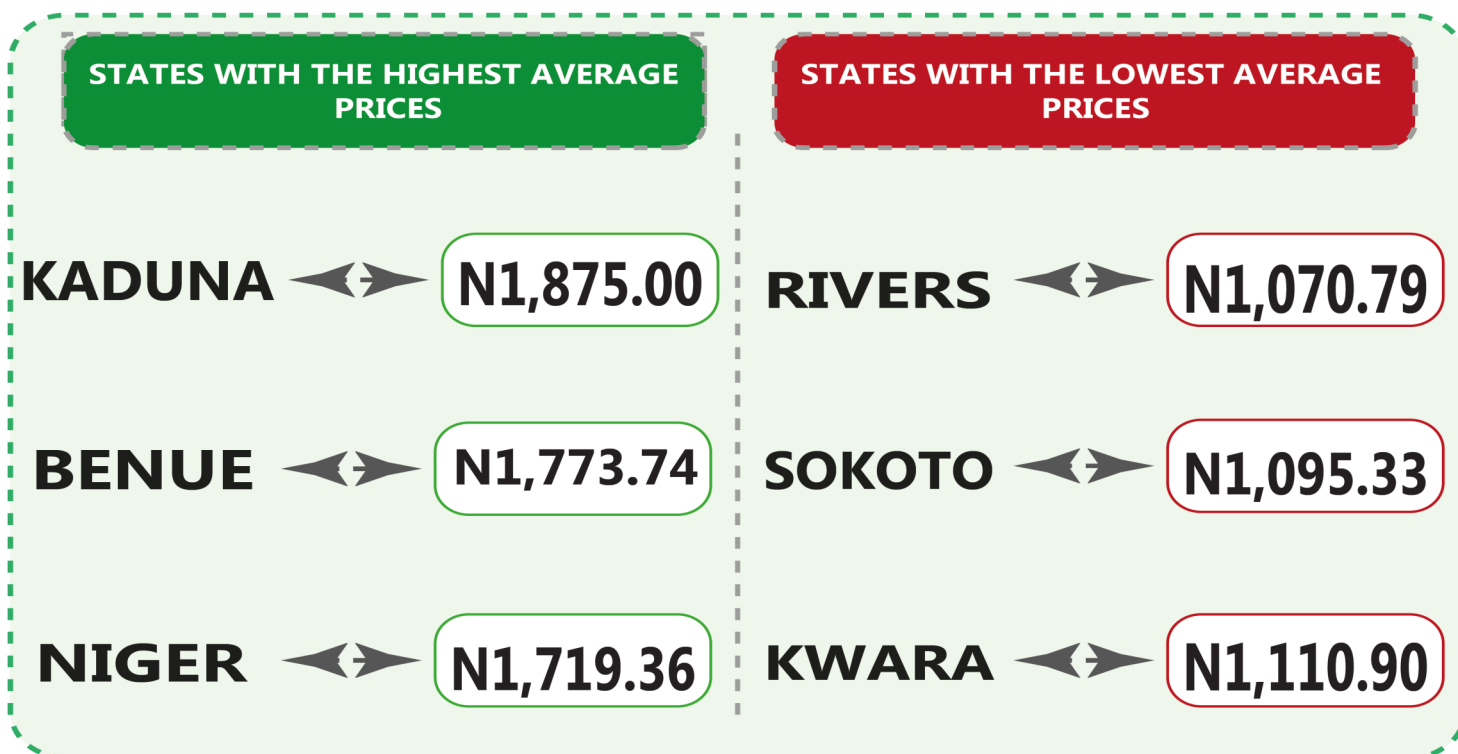 STATES WITH THE HIGHEST AVERAGE
PRICES
KADUNA N1,875.00
BENUE N1,773.74
NIGER N1,719.36
STATES WITH THE LOWEST AVERAGE
PRICES
RIVERS N1,070.79
SOKOTO N1,095.33
KWARA N1,110.90